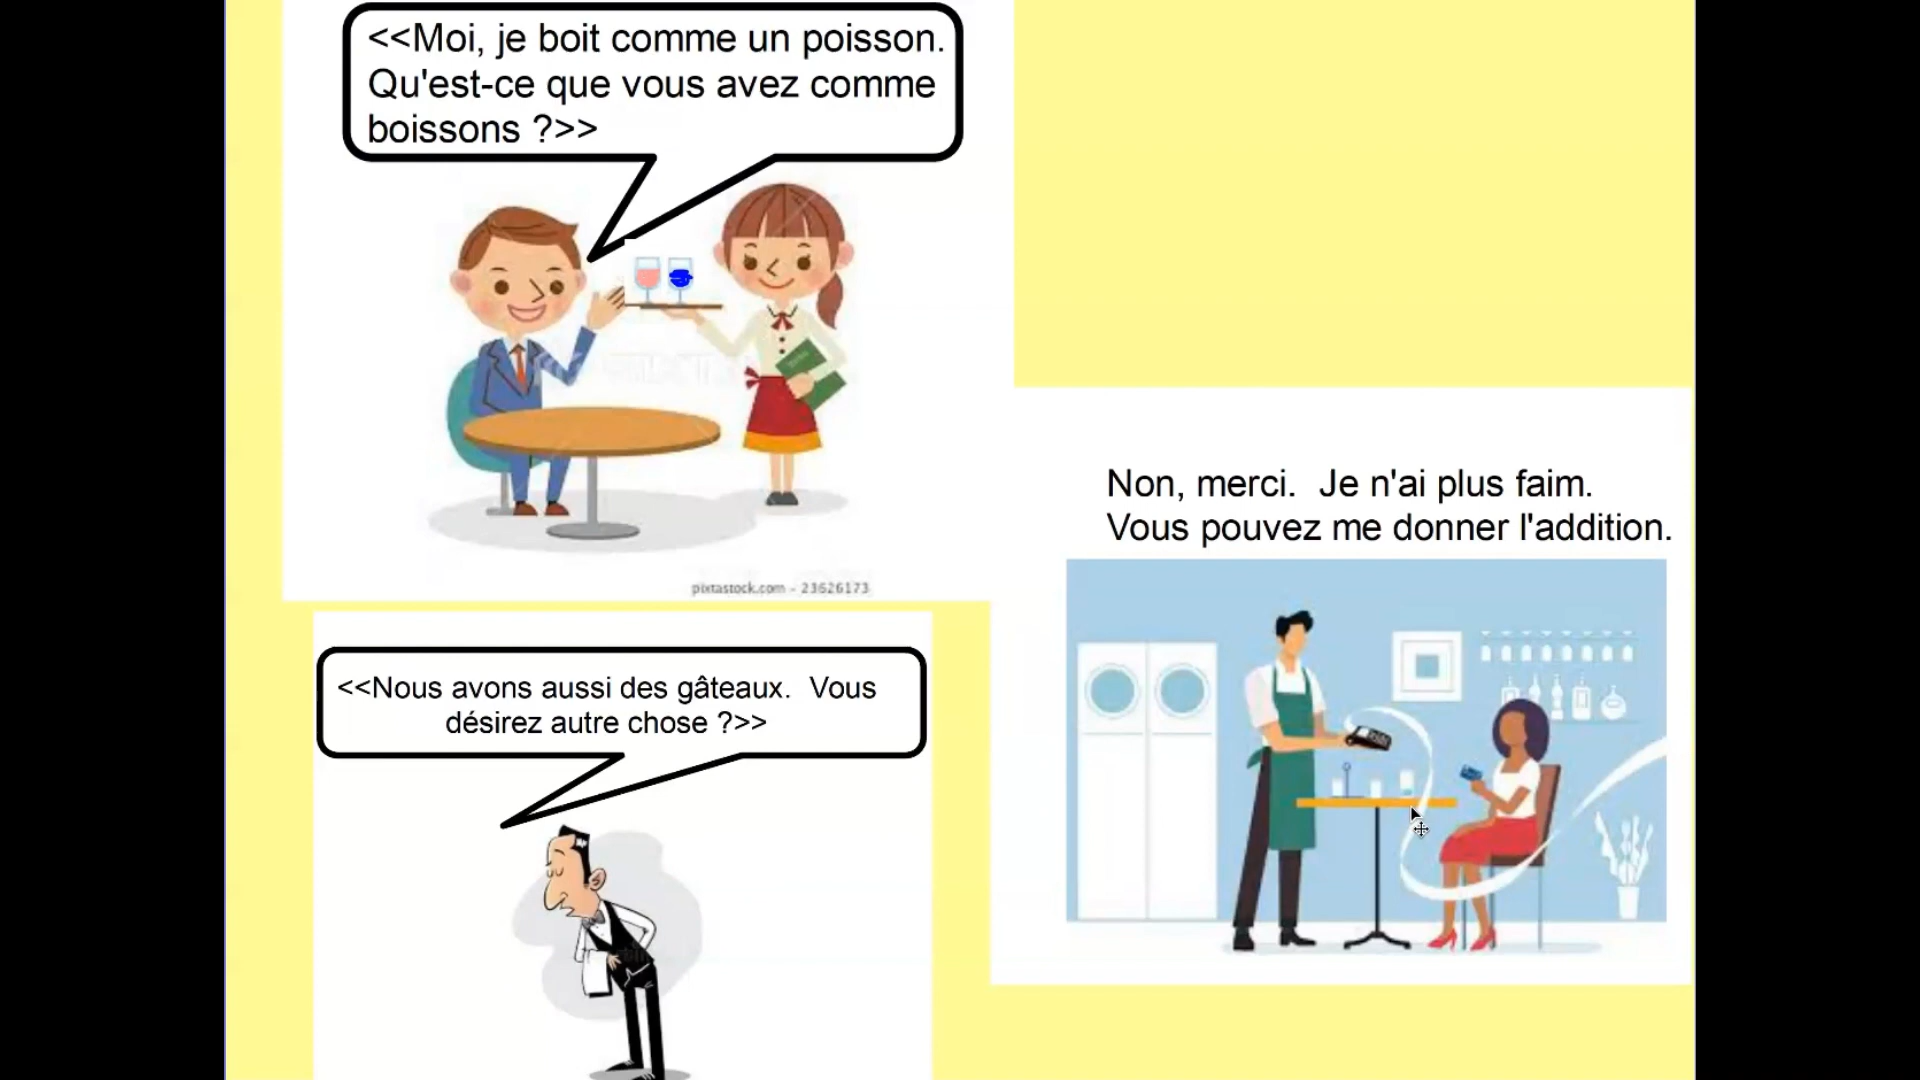 <<Moi, je boit comme un poisson.
Qu'est-ce que vous avez comme
boissons ?>>
pixtastock.com - 23626173
<<Nous avons aussi des gâteaux.  Vous
désirez autre chose ?>>
Non, merci.  Je n'ai plus faim.
Vous pouvez me donner l'addition.